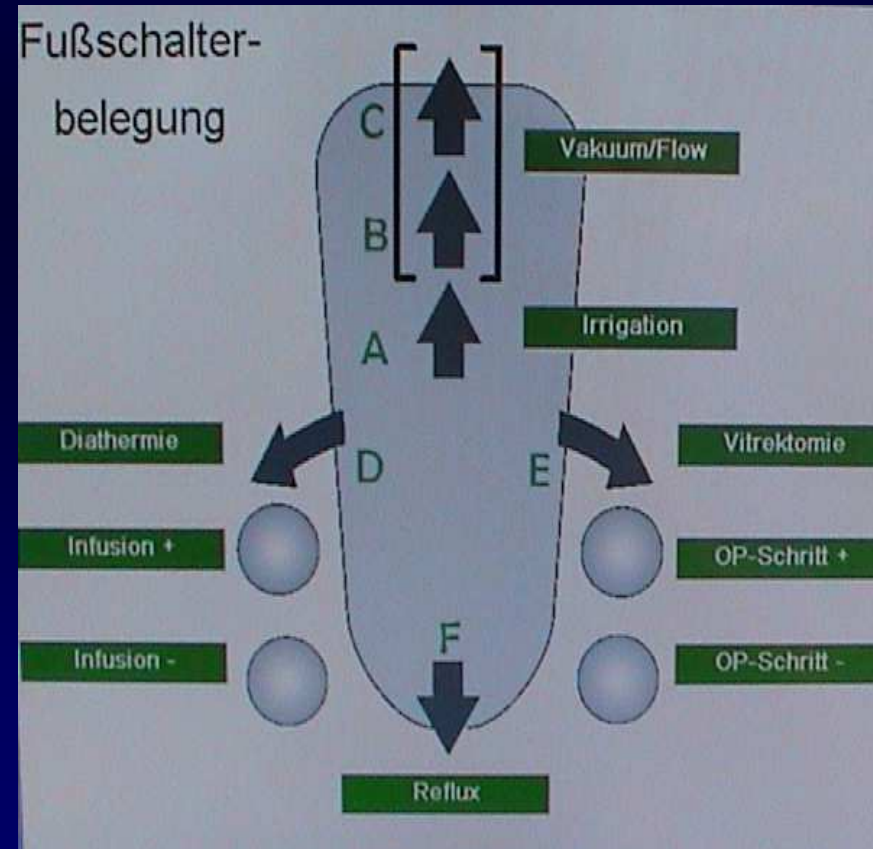 Fußschalter-
belegung
C
Vakuum/Flow
B
A
Irrigation
Diathermie
Vitrektomie
D
E
Infusion +
OP-Schritt +
F
Infusion -
OP-Schritt -
Reflux